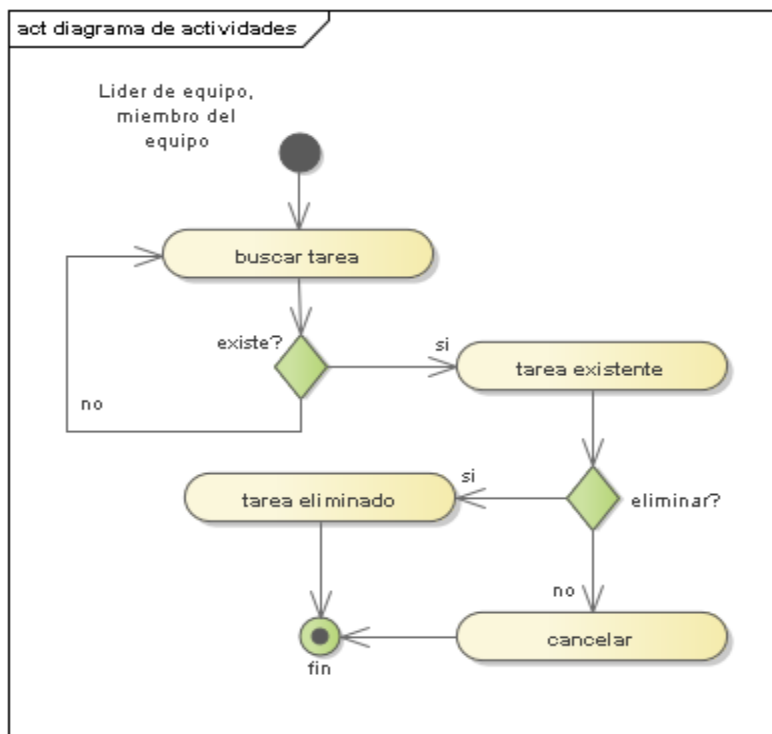 act diagrama de actividades
Lider de equipo,
miembro del
equipo
buscar tarea
existe?
si
tarea existente
no
si
tarea eliminado
eliminar?
no
cancelar
fin